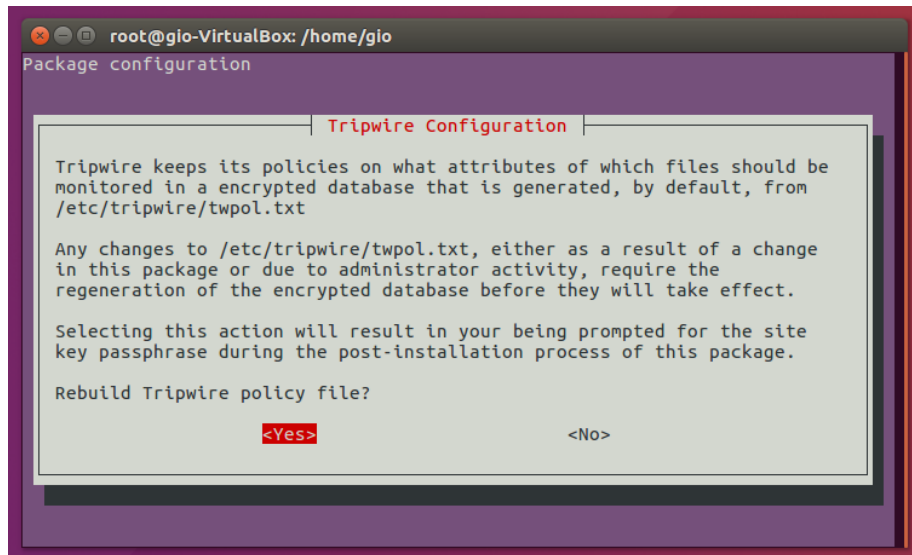 root@gio-VirtualBox: /home/gio
Package configuration
Tripwire Configuration
Tripwire keeps its policies on what attributes of which files should be
monitored in a encrypted database that is generated, by default, from
/etc/tripwire/twpol.txt
Any changes to /etc/tripwire/twpol.txt, either as a result of a change
in this package or due to administrator activity, require the
regeneration of the encrypted database before they will take effect.
Selecting this action will result in your being prompted for the site
key passphrase during the post-installation process of this package.
Rebuild Tripwire policy file?
<Yes> <No>